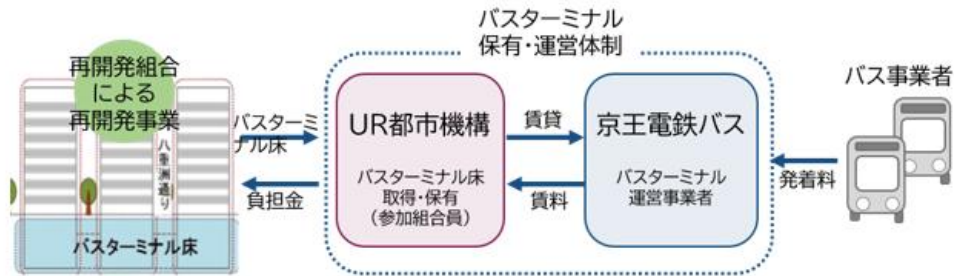 バスターミナル
保有・運営体制
再開発組合
による
再開発事業
八重洲通り
バスターミナル床
バスターミ
ナル床
負担金
UR都市機構
バスターミナル床
取得・保有
(参加組合員)
賃貸
賃料
京王電鉄バス
バスターミナル
運営事業者
発着料
バス事業者